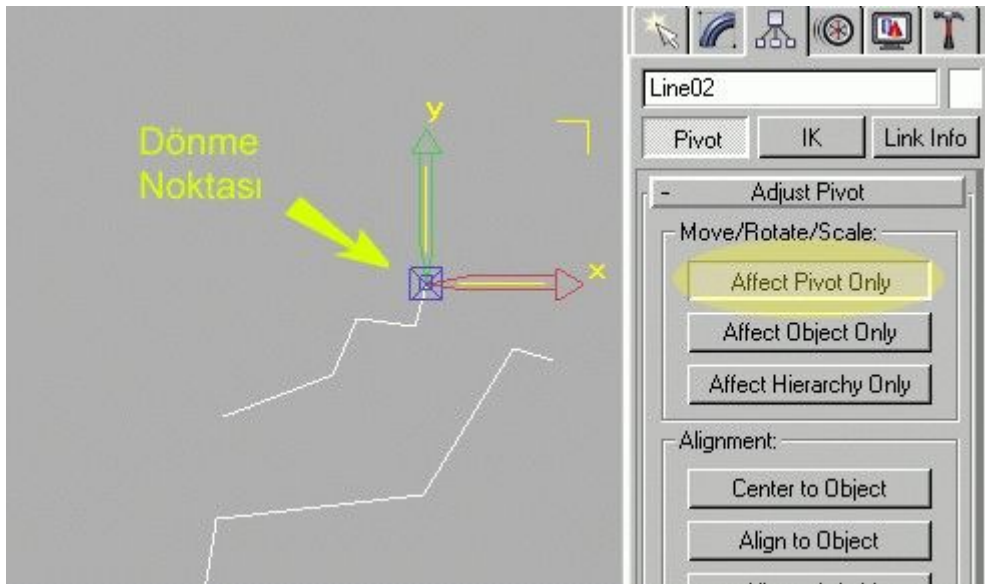 Dönme
Noktası
y
x
Line02
Pivot IK Link Info
- Adjust Pivot
Move/Rotate/Scale:
Affect Pivot Only
Affect Object Only
Affect Hierarchy Only
Alignment:
Center to Object
Align to Object